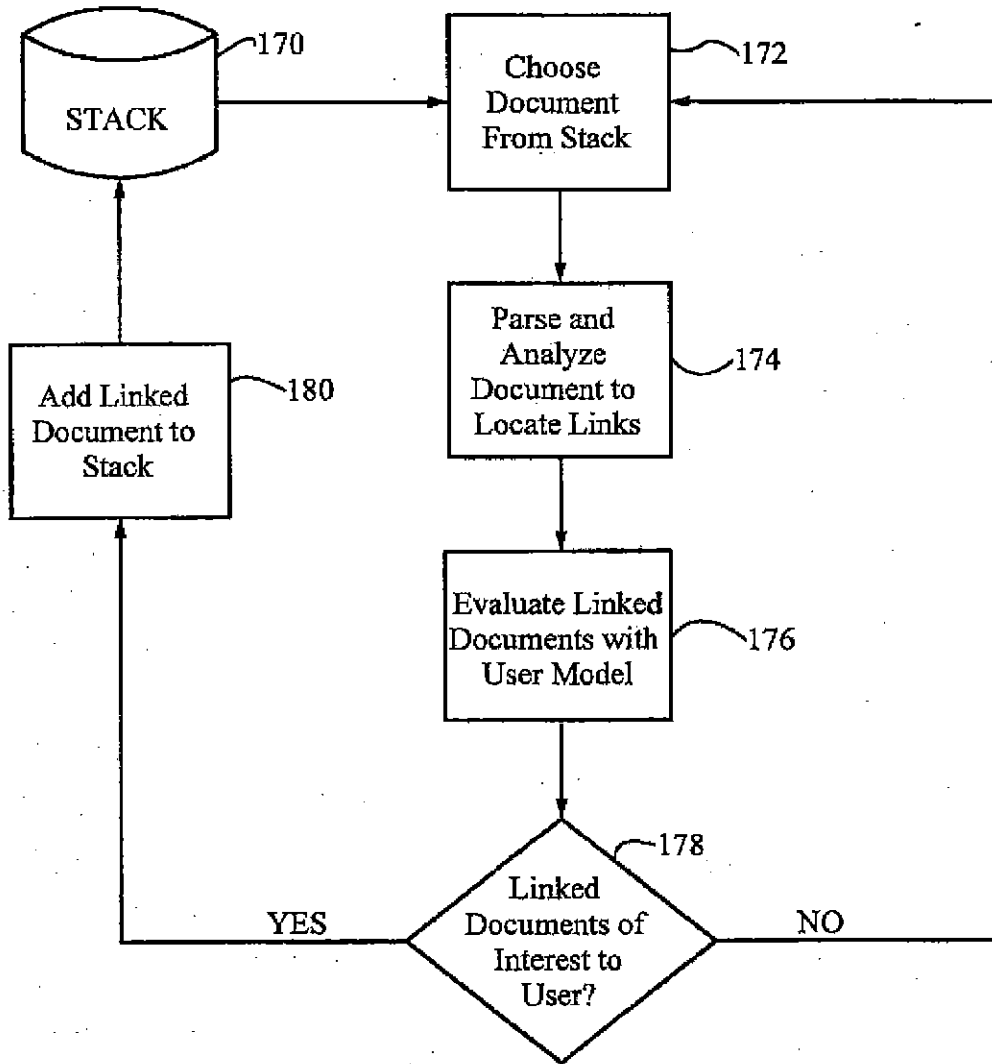 170
STACK
Choose
Document
From Stack
172
Parse and
Analyze
Document to
Locate Links
174
Add Linked
Document to
Stack
180
Evaluate Linked
Documents with
User Model
176
178
Linked
Documents of
Interest to
User?
YES
NO